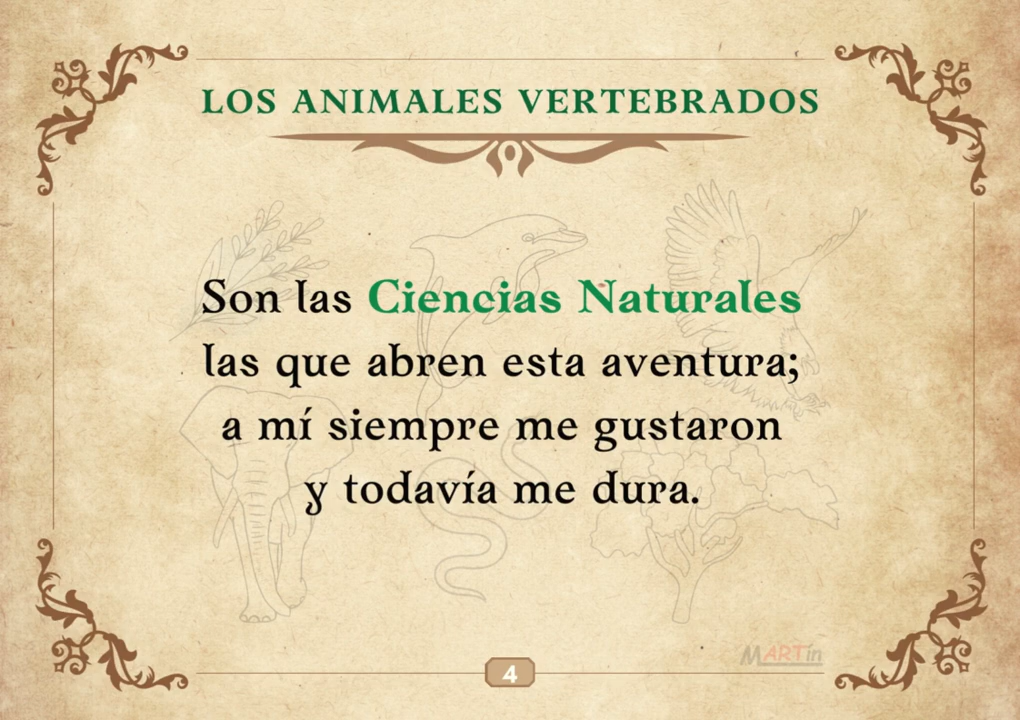 LOS ANIMALES VERTEBRADOS
Son las Ciencias Naturales
las que abren esta aventura;
a mí siempre me gustaron
y todavía me dura.
4
MARTín